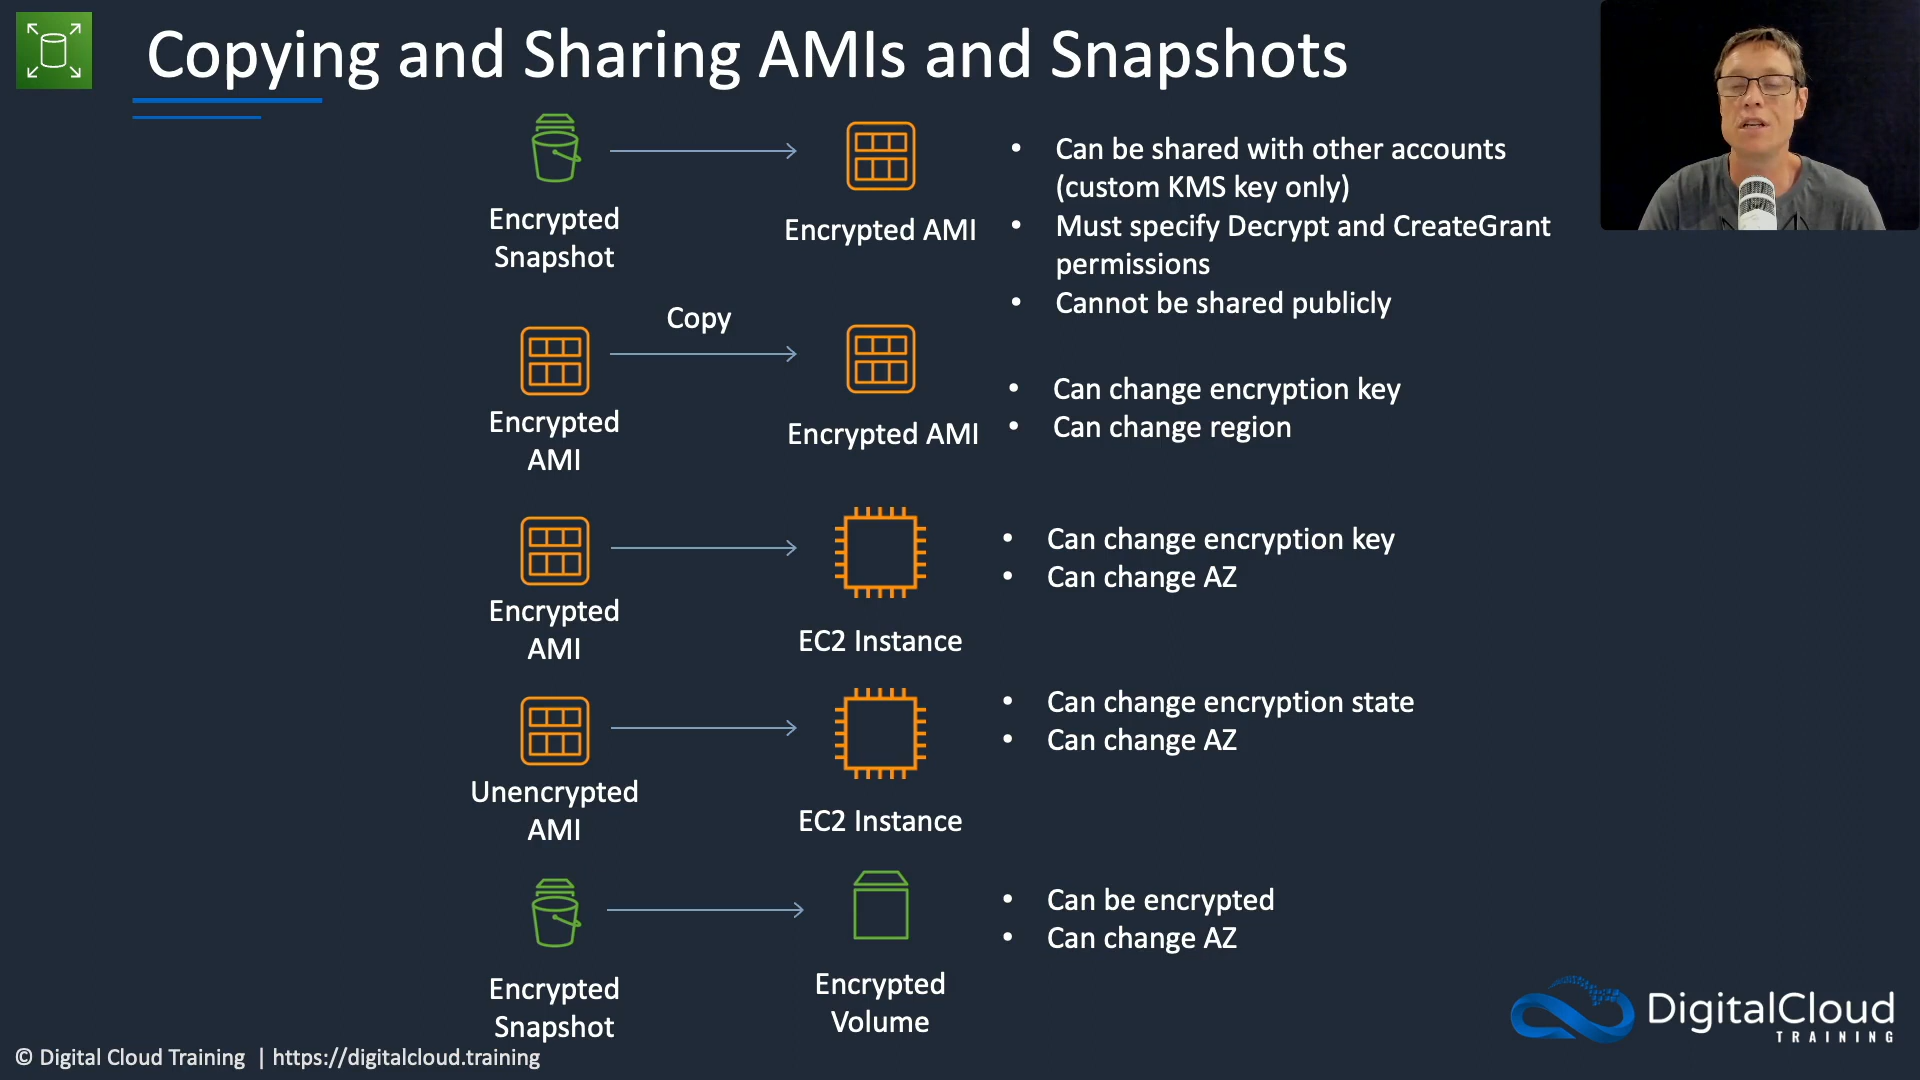 Copying and Sharing AMIs and Snapshots
Encrypted
Snapshot
Encrypted AMI
• Can be shared with other accounts
(custom KMS key only)
• Must specify Decrypt and CreateGrant
permissions
• Cannot be shared publicly
Copy
Encrypted
AMI
Encrypted AMI
• Can change encryption key
• Can change region
Encrypted
AMI
EC2 Instance
• Can change encryption key
• Can change AZ
Unencrypted
AMI
EC2 Instance
• Can change encryption state
• Can change AZ
Encrypted
Snapshot
Encrypted
Volume
• Can be encrypted
• Can change AZ
© Digital Cloud Training | https://digitalcloud.training
DigitalCloud
TRAINING